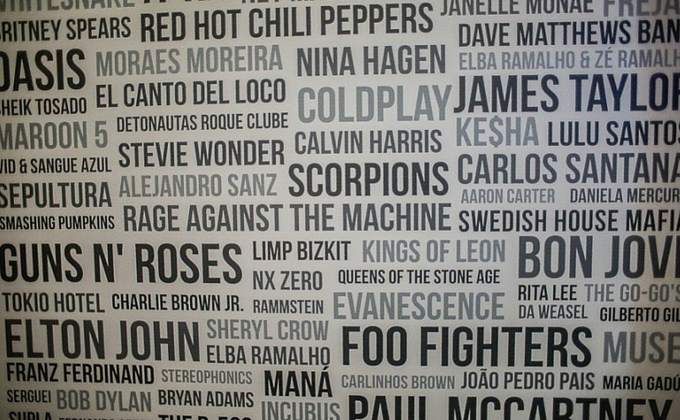 WHITESNAKE
JANELLE MONÁE
BRITNEY SPEARS RED HOT CHILI PEPPERS DAVE MATTHEWS BAN
OASIS MORAES MOREIRA NINA HAGEN ELBA RAMALHO & ZÉ RAMALH
HEIK TOSADO EL CANTO DEL LOCO COLDPLAY JAMES TAYLOR
MAROON 5 DETONAUTAS ROQUE CLUBE CALVIN HARRIS KE$HA LULU SANTOS
VID & SANGUE AZUL STEVIE WONDER SCORPIONS CARLOS SANTANA
SEPULTURA ALEJANDRO SANZ AARON CARTER DANIELA MERCUR
SMASHING PUMPKINS RAGE AGAINST THE MACHINE SWEDISH HOUSE MAFIA
GUNS N' ROSES LIMP BIZKIT KINGS OF LEON BON JOVI
NX ZERO QUEENS OF THE STONE AGE
TOKIO HOTEL CHARLIE BROWN JR. RAMMSTEIN EVANESCENCE RITA LEE THE GO-GO'S
DA WEASEL GILBERTO GIL
ELTON JOHN SHERYL CROW FOO FIGHTERS MUSE
ELBA RAMALHO
FRANZ FERDINAND STEREOPHONICS MANÁ CARLINHOS BROWN JOÃO PEDRO PAIS MARIA GADÚ
SERGUEI BOB DYLAN BRYAN ADAMS INCUBUS PAUL MCCARTNEY